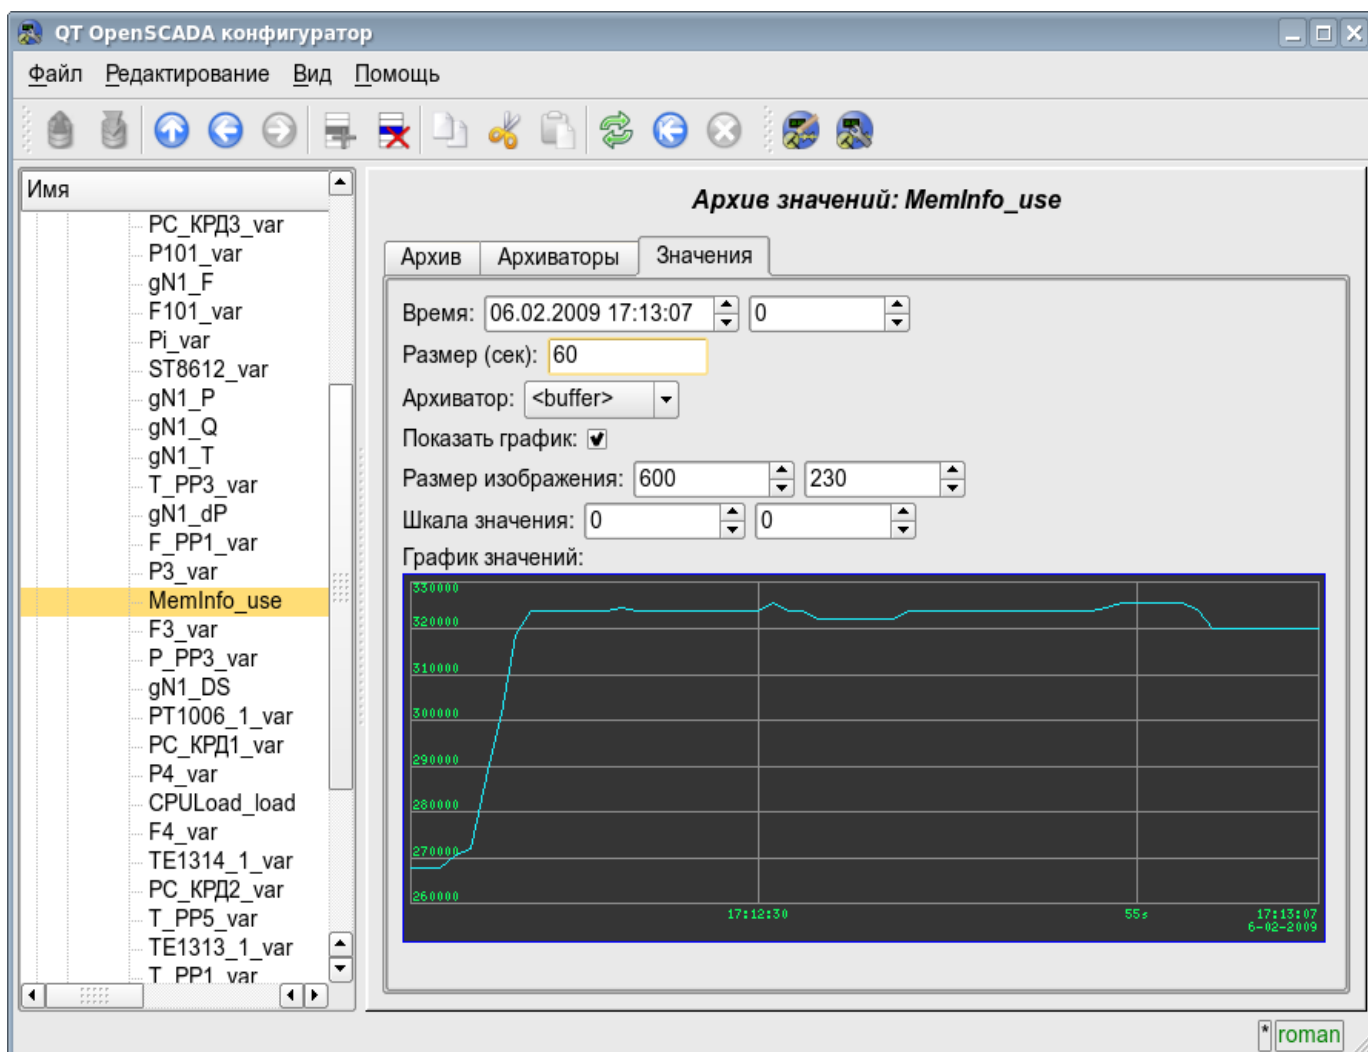 QT OpenSCADA конфигуратор
Файл Редактирование Вид Помощь
Имя
РС_КРД3_var
P101_var
gN1_F
F101_var
Pi_var
ST8612_var
gN1_P
gN1_Q
gN1_T
T_PP3_var
gN1_dP
F_PP1_var
P3_var
MemInfo_use
F3_var
P_PP3_var
gN1_DS
PT1006_1_var
РС_КРД1_var
P4_var
CPULoad_load
F4_var
TE1314_1_var
РС_КРД2_var
T_PP5_var
TE1313_1_var
T_PP1_var
Архив значений: MemInfo_use
Архив Архиваторы Значения
Время: 06.02.2009 17:13:07 0
Размер (сек): 60
Архиватор: <buffer>
Показать график:
Размер изображения: 600 230
Шкала значения: 0 0
График значений:
330000
320000
310000
300000
290000
280000
270000
260000
17:12:30 55s 17:13:07
6-02-2009
* roman